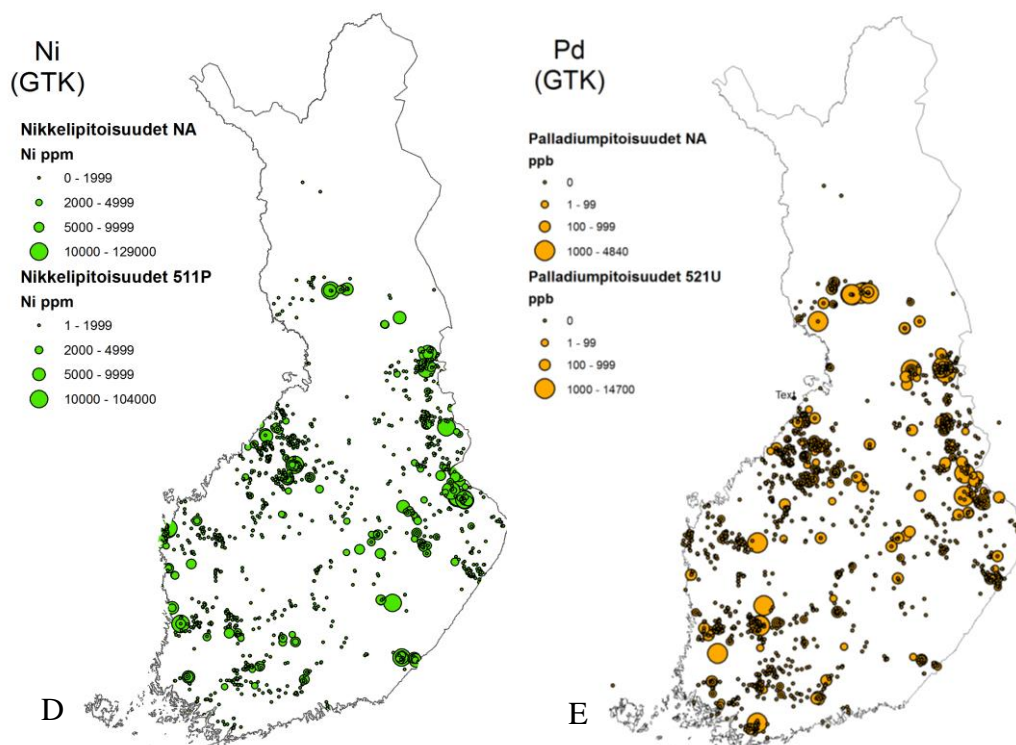 Ni
(GTK)
Nikkelipitoisuudet NA
Ni ppm
0 - 1999
2000 - 4999
5000 - 9999
10000 - 129000
Nikkelipitoisuudet 511P
Ni ppm
1 - 1999
2000 - 4999
5000 - 9999
10000 - 104000
D
Pd
(GTK)
Palladiumpitoisuudet NA
ppb
0
1 - 99
100 - 999
1000 - 4840
Palladiumpitoisuudet 521U
ppb
0
1 - 99
100 - 999
1000 - 14700
Text
E